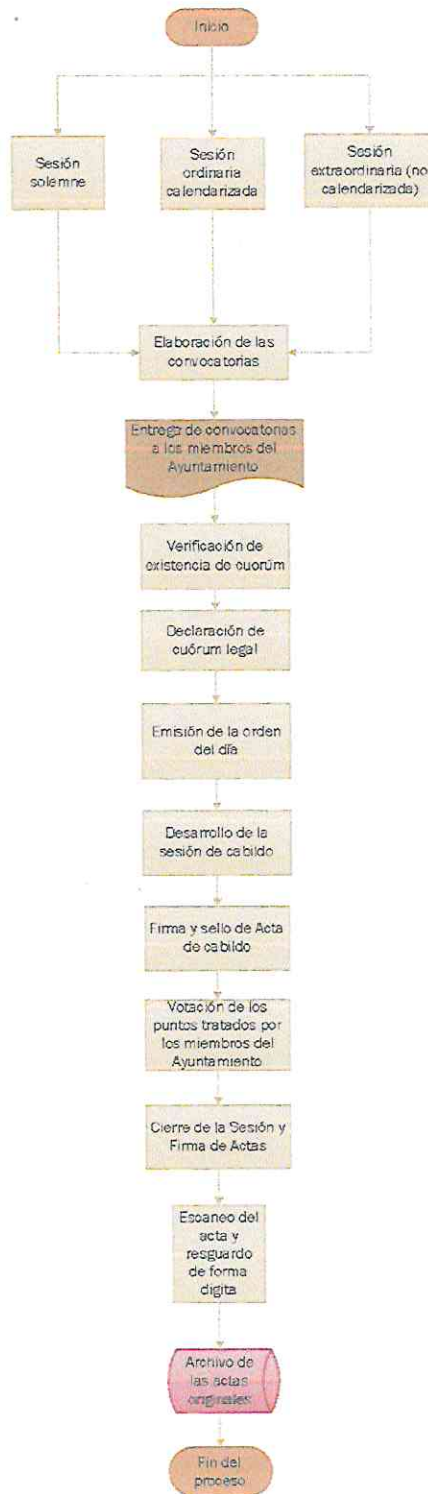 Inicio
Sesión
solemne
Sesión
ordinaria
calendarizada
Sesión
extraordinaria (no
calendarizada)
Elaboración de las
convocatorias
Entrega de convocatorias
a los miembros del
Ayuntamiento
Verificación de
existencia de cuorúm
Declaración de
cuórum legal
Emisión de la orden
del día
Desarrollo de la
sesión de cabildo
Firma y sello de Acta
de cabildo
Votación de los
puntos tratados por
los miembros del
Ayuntamiento
Cierre de la Sesión y
Firma de Actas
Escaneo del
acta y
resguardo
de forma
digita
Archivo de
las actas
originales
Fin del
proceso